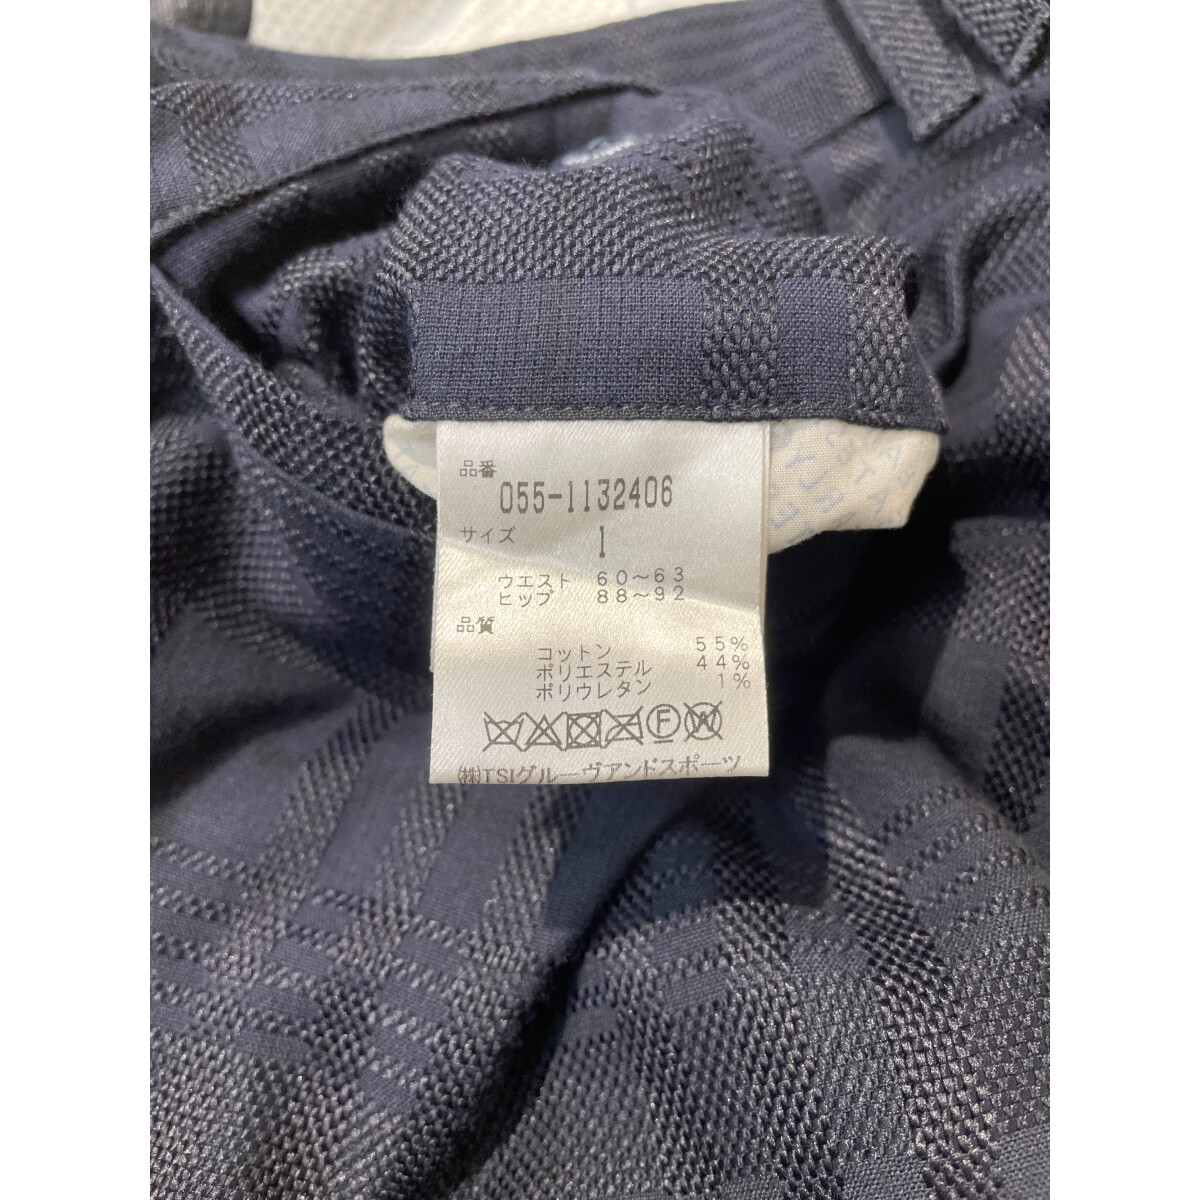 品番
055-1132406
サイズ 1
ウエスト 60～63
ヒップ 88～92
品質
コットン 55%
ポリエステル 44%
ポリウレタン 1%
F W
(株)TSIグルーヴアンドスポーツ